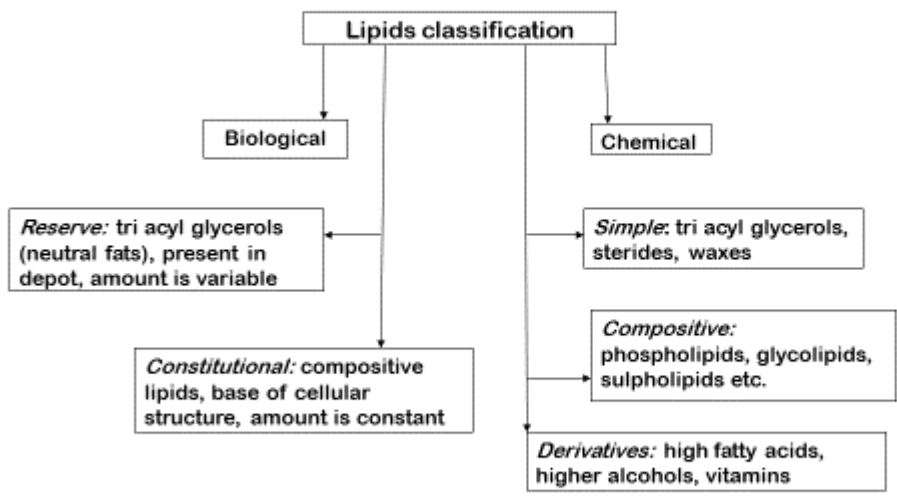 Lipids classification
Biological
Chemical
Reserve: tri acyl glycerols
(neutral fats), present in
depot, amount is variable
Simple: tri acyl glycerols,
sterides, waxes
Constitutional: compositive
lipids, base of cellular
structure, amount is constant
Compositive:
phospholipids, glycolipids,
sulpholipids etc.
Derivatives: high fatty acids,
higher alcohols, vitamins